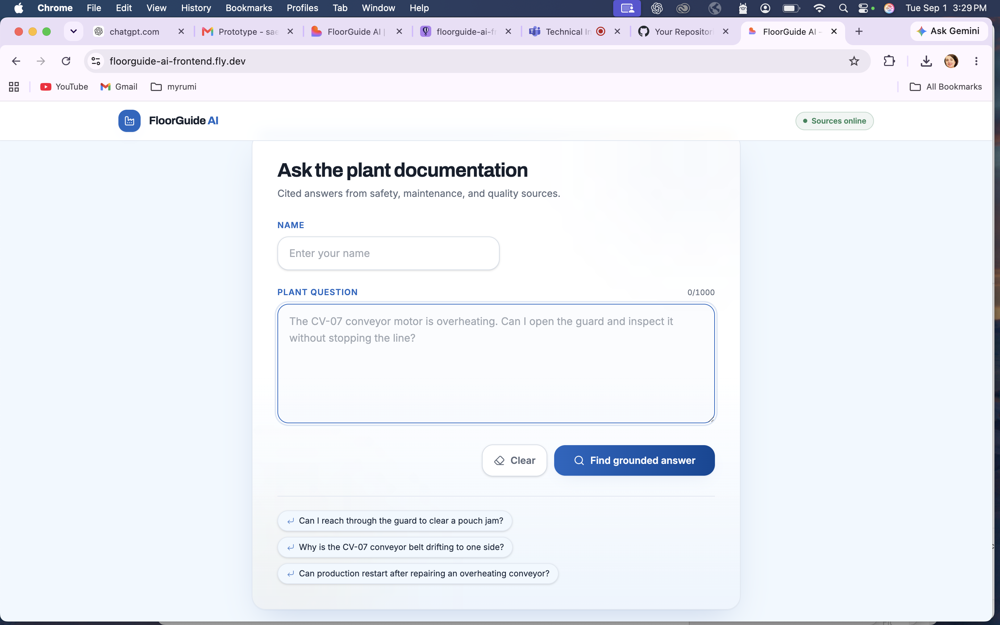 Chrome File Edit View History Bookmarks Profiles Tab Window Help Tue Sep 1 3:29 PM
chatgpt.com Prototype - sae FloorGuide AI | floorguide-ai-fr Technical In Your Repositori FloorGuide AI - Ask Gemini
floorguide-ai-frontend.fly.dev
YouTube Gmail myrumi All Bookmarks
FloorGuide AI Sources online
Ask the plant documentation
Cited answers from safety, maintenance, and quality sources.
NAME
Enter your name
PLANT QUESTION 0/1000
The CV-07 conveyor motor is overheating. Can I open the guard and inspect it
without stopping the line?
Clear Find grounded answer
Can I reach through the guard to clear a pouch jam?
Why is the CV-07 conveyor belt drifting to one side?
Can production restart after repairing an overheating conveyor?